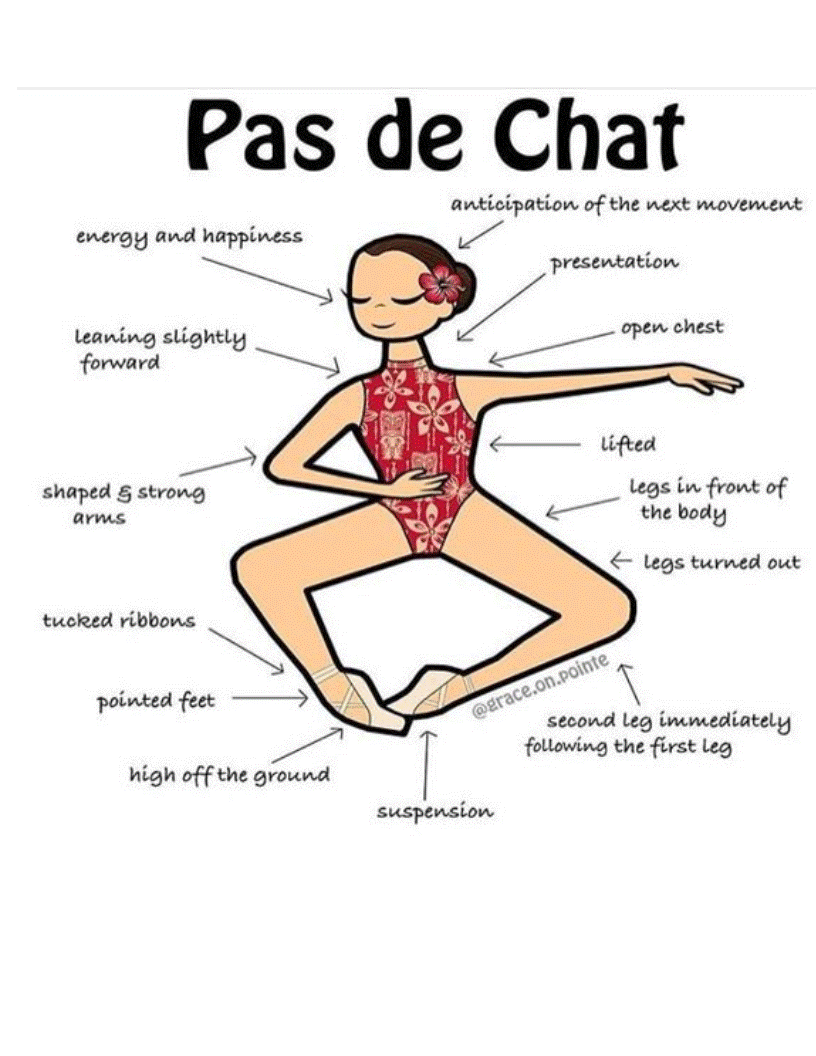 Pas de Chat
anticipation of the next movement
energy and happiness
presentation
open chest
leaning slightly
forward
lifted
shaped & strong
arms
legs in front of
the body
legs turned out
tucked ribbons
@grace.on.pointe
pointed feet
second leg immediately
following the first leg
high off the ground
suspension